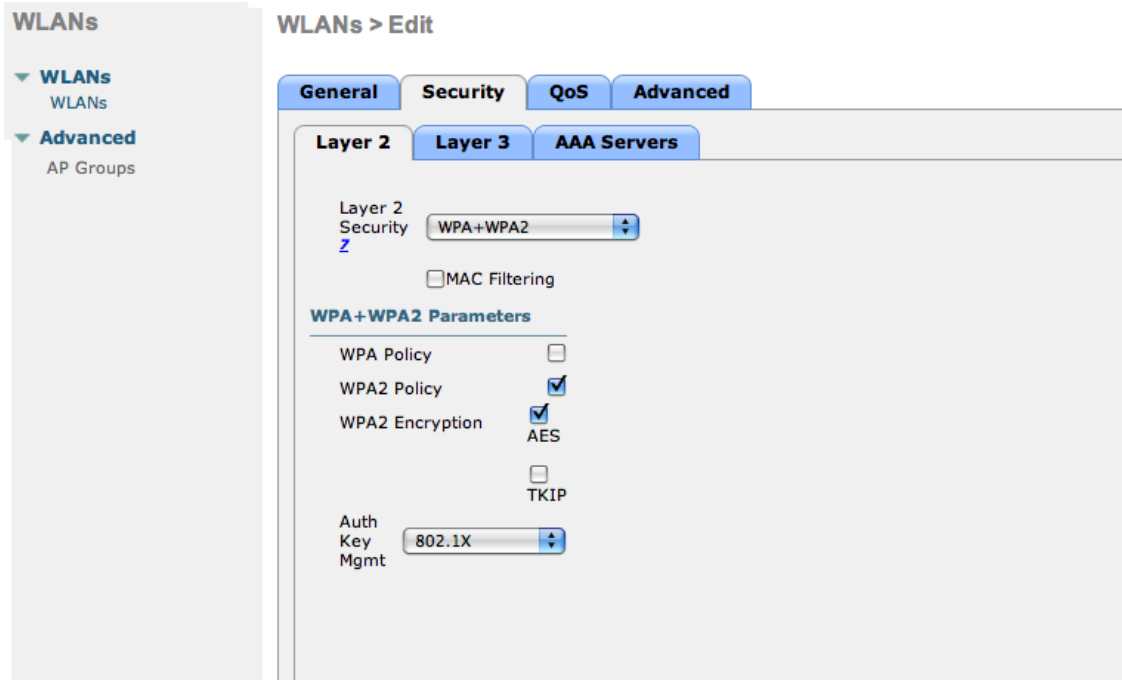 WLANs
WLANs
WLANs
Advanced
AP Groups
WLANs > Edit
General Security QoS Advanced
Layer 2 Layer 3 AAA Servers
Layer 2
Security WPA+WPA2
7
MAC Filtering
WPA+WPA2 Parameters
WPA Policy
WPA2 Policy
WPA2 Encryption
AES
TKIP
Auth
Key 802.1X
Mgmt